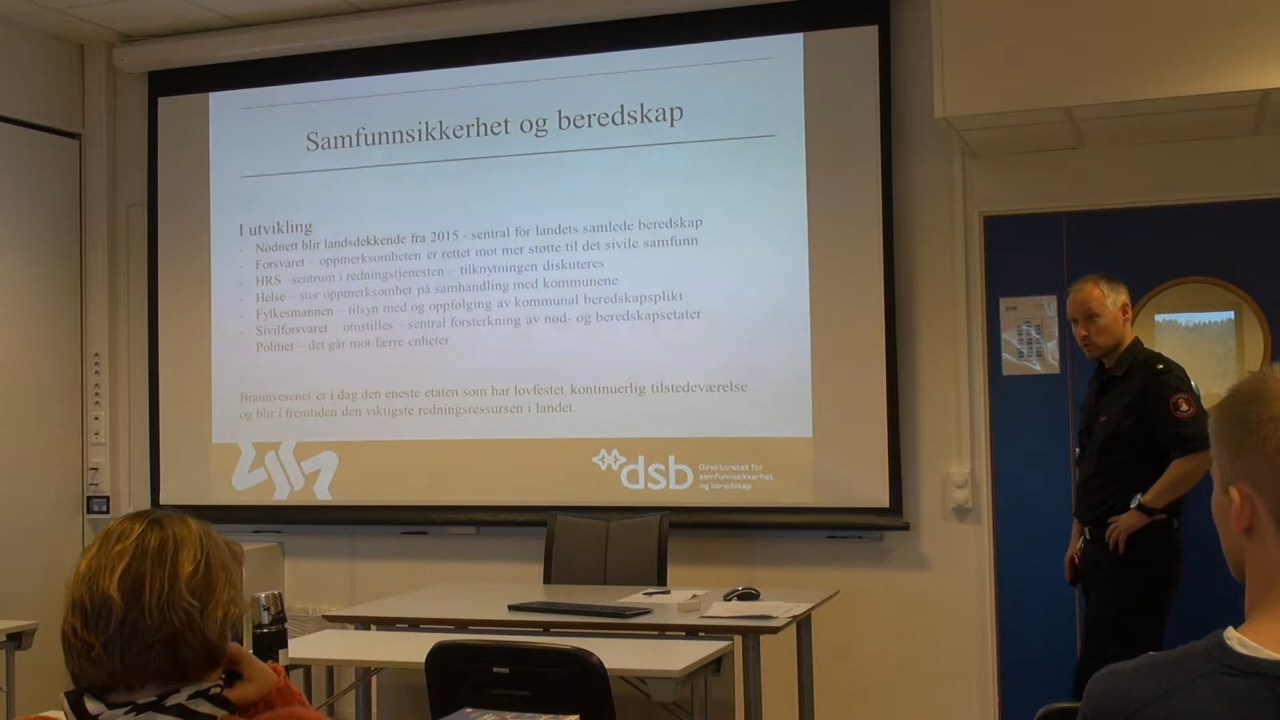 Samfunnsikkerhet og beredskap
I utvikling
- Nødnett blir landsdekkende fra 2015 - sentral for landets samlede beredskap
- Forsvaret – oppmerksomheten er rettet mot mer støtte til det sivile samfunn
- HRS –sentrum i redningstjenesten – tilknytningen diskuteres
- Helse – stor oppmerksomhet på samhandling med kommunene
- Fylkesmannen – tilsyn med og oppfølging av kommunal beredskapsplikt
- Sivilforsvaret – omstilles – sentral forsterkning av nød- og beredskapsetater
Politiet – det går mot færre enheter
Brannvesenet er i dag den eneste etaten som har lovfestet kontinuerlig tilstedeværelse
og blir i fremtiden den viktigste redningsressursen i landet.
dsb
Direktoratet for
samfunnssikkerhet
og beredskap